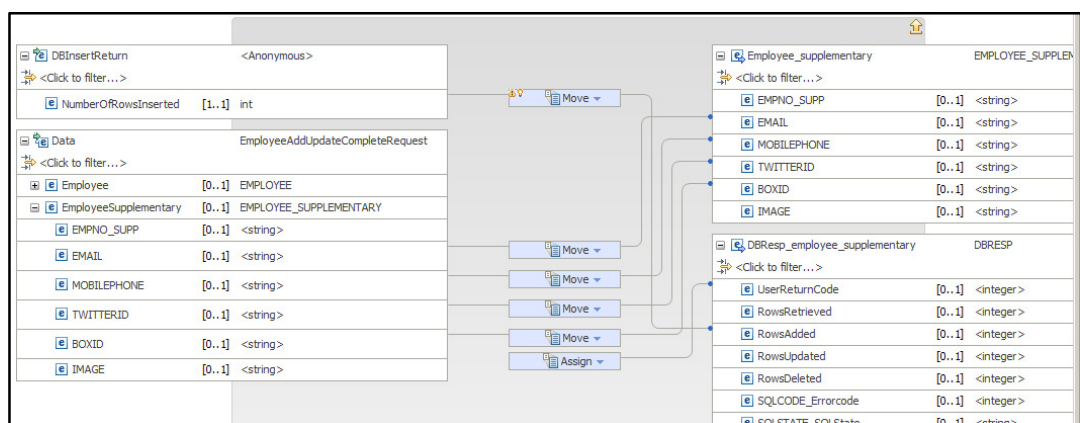 DBInsertReturn <Anonymous>
<Click to filter...>
NumberOfRowsInserted [1..1] int
Data EmployeeAddUpdateCompleteRequest
<Click to filter...>
Employee [0..1] EMPLOYEE
EmployeeSupplementary [0..1] EMPLOYEE_SUPPLEMENTARY
EMPNO_SUPP [0..1] <string>
EMAIL [0..1] <string>
MOBILEPHONE [0..1] <string>
TWITTERID [0..1] <string>
BOXID [0..1] <string>
IMAGE [0..1] <string>
Move
Move
Move
Move
Move
Assign
Employee_supplementary EMPLOYEE_SUPPLEM
<Click to filter...>
EMPNO_SUPP [0..1] <string>
EMAIL [0..1] <string>
MOBILEPHONE [0..1] <string>
TWITTERID [0..1] <string>
BOXID [0..1] <string>
IMAGE [0..1] <string>
DBResp_employee_supplementary DBRESP
<Click to filter...>
UserReturnCode [0..1] <integer>
RowsRetrieved [0..1] <integer>
RowsAdded [0..1] <integer>
RowsUpdated [0..1] <integer>
RowsDeleted [0..1] <integer>
SQLCODE_Errorcode [0..1] <integer>
SQLSTATE_SQLState [0..1] <string>